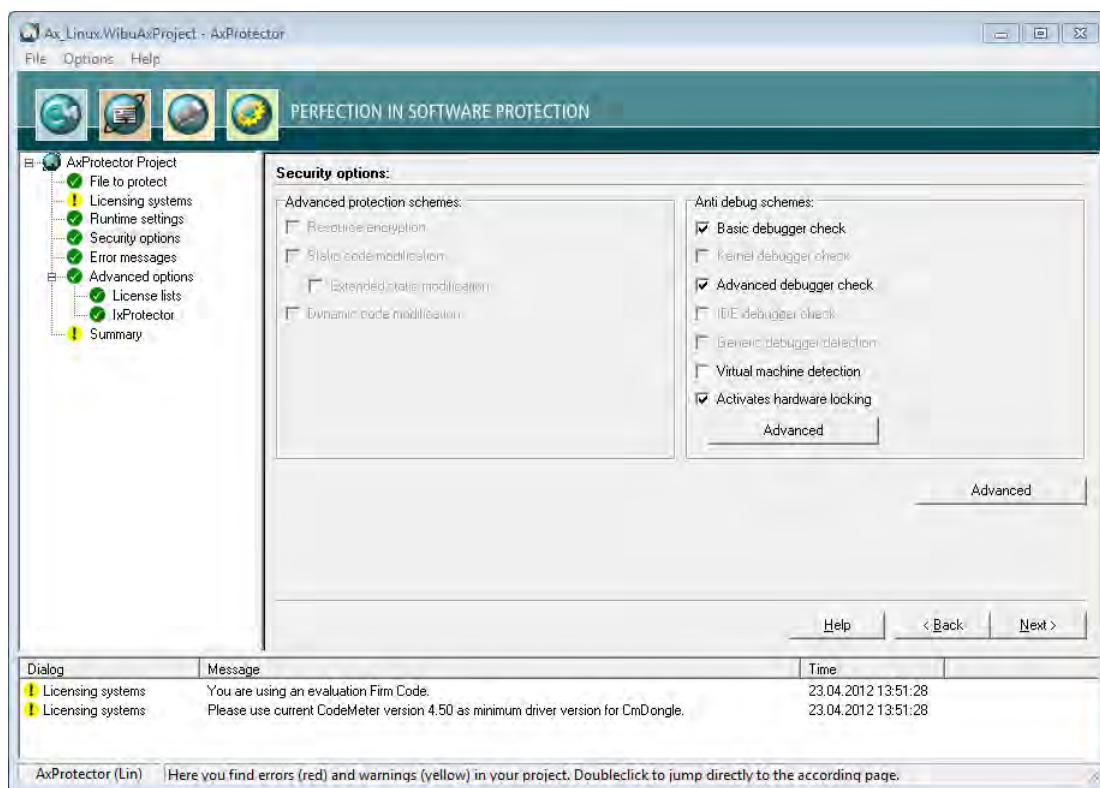 Ax_Linux.WibuAxProject - AxProtector
File Options Help
PERFECTION IN SOFTWARE PROTECTION
AxProtector Project
File to protect
Licensing systems
Runtime settings
Security options
Error messages
Advanced options
License lists
IxProtector
Summary
Security options:
Advanced protection schemes:
Resource encryption
Static code modification
Extended static modification
Dynamic code modification
Anti debug schemes:
Basic debugger check
Kernel debugger check
Advanced debugger check
IDE debugger check
Generic debugger detection
Virtual machine detection
Activates hardware locking
Advanced
Advanced
Help < Back Next >
Dialog Message Time
Licensing systems You are using an evaluation Firm Code. 23.04.2012 13:51:28
Licensing systems Please use current CodeMeter version 4.50 as minimum driver version for CmDongle. 23.04.2012 13:51:28
AxProtector (Lin) Here you find errors (red) and warnings (yellow) in your project. Doubleclick to jump directly to the according page.